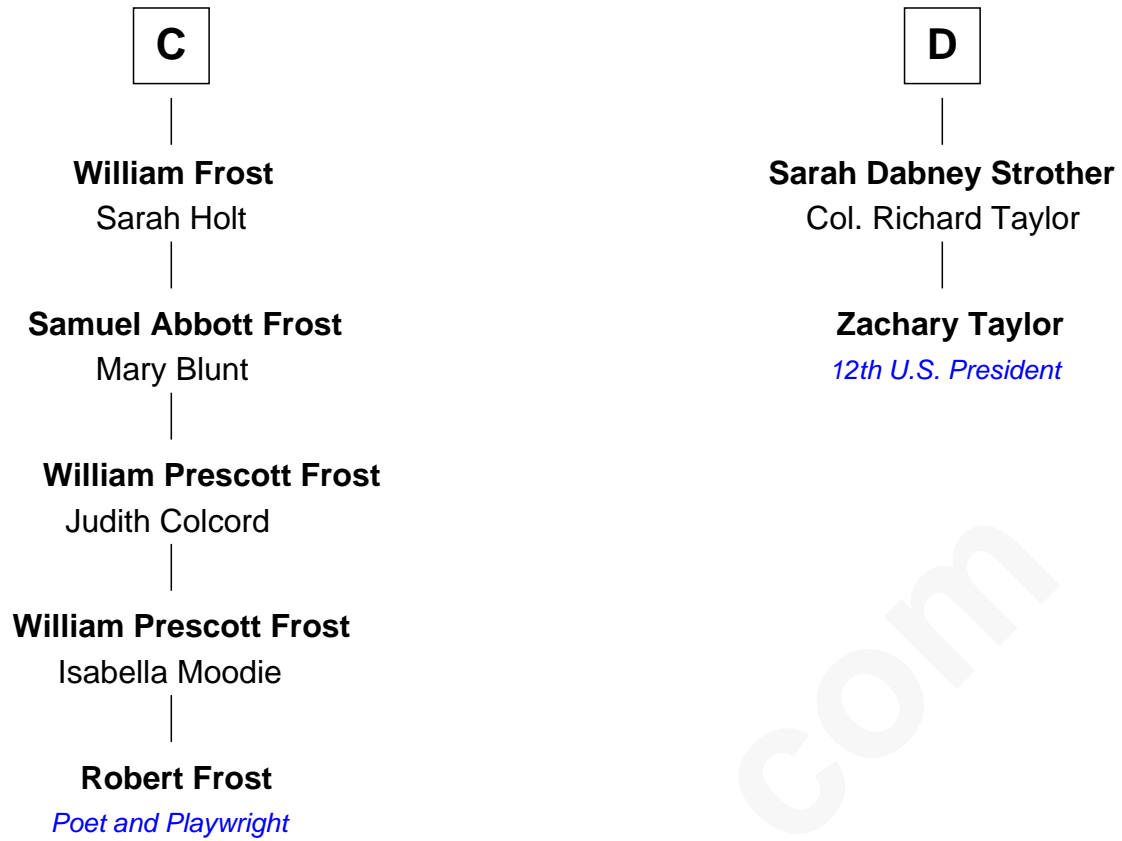 C
William Frost
Sarah Holt
Samuel Abbott Frost
Mary Blunt
William Prescott Frost
Judith Colcord
William Prescott Frost
Isabella Moodie
Robert Frost
Poet and Playwright
D
Sarah Dabney Strother
Col. Richard Taylor
Zachary Taylor
12th U.S. President
com